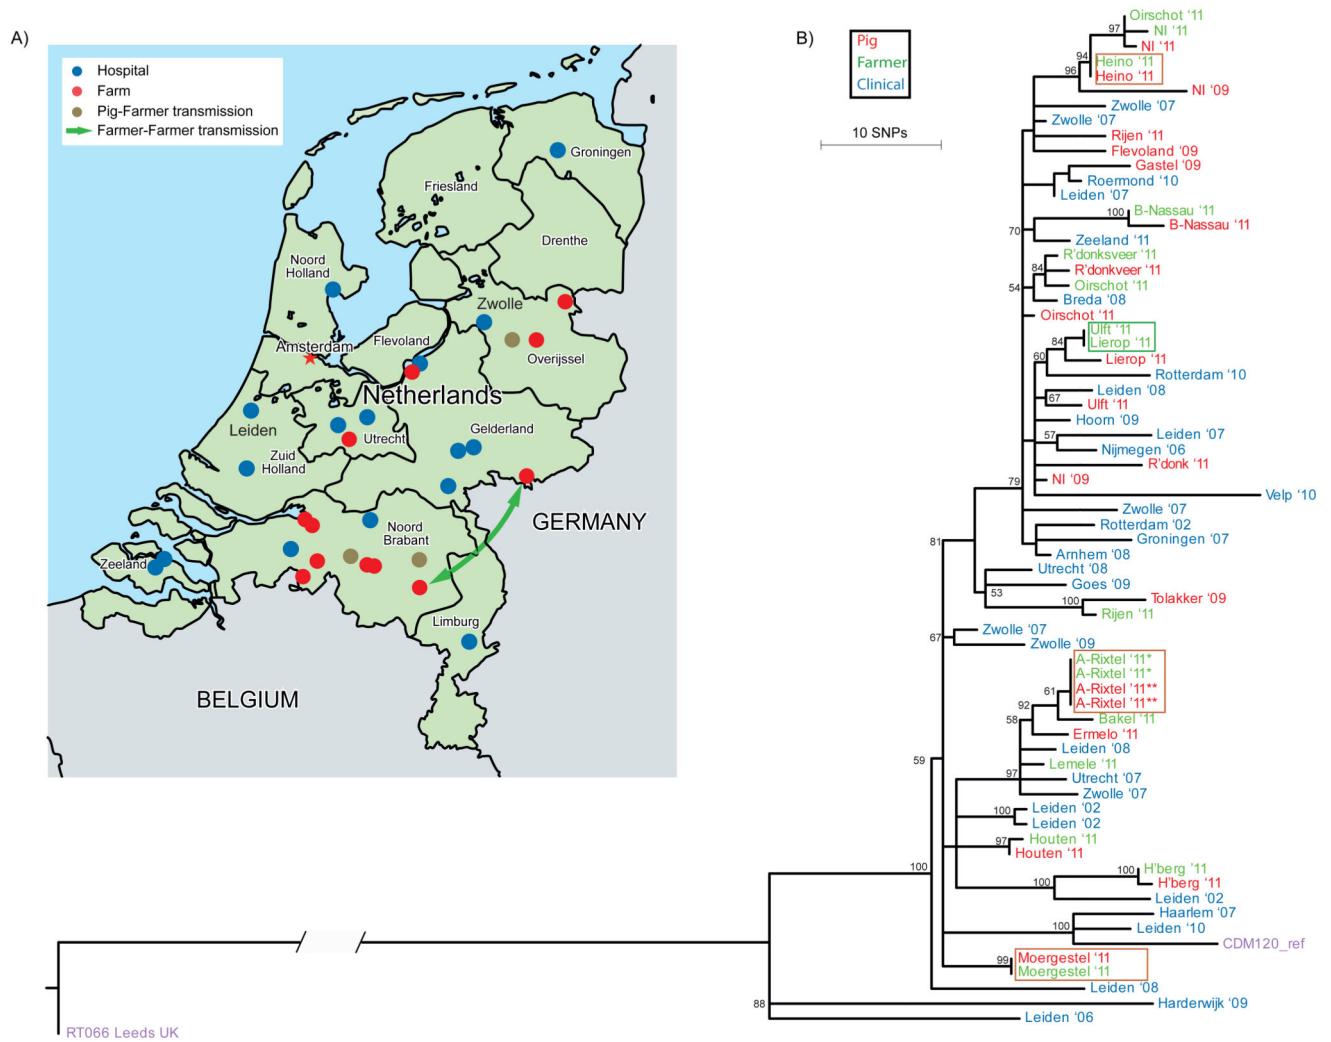 A)
Hospital
Farm
Pig-Farmer transmission
Farmer-Farmer transmission
Groningen
Friesland
Drenthe
Noord
Holland
Zwolle
Flevoland
Amsterdam
Overijssel
Netherlands
Leiden
Utrecht
Gelderland
Zuid
Holland
GERMANY
Noord
Brabant
Zeeland
Limburg
BELGIUM
B)
Pig
Farmer
Clinical
10 SNPs
Oirschot ‘11
97
NI ‘11
NI ‘11
94
Heino ‘11
96
Heino ‘11
NI ‘09
Zwolle ‘07
Zwolle ‘07
Rijen ‘11
Flevoland ‘09
Gastel ‘09
Roermond ‘10
Leiden ‘07
100
B-Nassau ‘11
B-Nassau ‘11
70
Zeeland ‘11
R'donksveer ‘11
84
R'donkveer ‘11
54
Oirschot ‘11
Breda ‘08
Oirschot ‘11
Ulft ‘11
84
Lierop ‘11
60
Lierop ‘11
Rotterdam ‘10
Leiden ‘08
67
Ulft ‘11
Hoorn ‘09
57
Leiden ‘07
Nijmegen ‘06
R'donk ‘11
79
NI ‘09
Velp ‘10
Zwolle ‘07
Rotterdam ‘02
Groningen ‘07
81
Arnhem ‘08
Utrecht ‘08
Goes ‘09
53
100
Tolakker ‘09
Rijen ‘11
67
Zwolle ‘07
Zwolle ‘09
A-Rixtel ‘11*
A-Rixtel ‘11*
61
A-Rixtel ‘11**
92
A-Rixtel ‘11**
58
Bakel ‘11
Ermelo ‘11
59
Leiden ‘08
Lemele ‘11
97
Utrecht ‘07
Zwolle ‘07
100
Leiden ‘02
Leiden ‘02
97
Houten ‘11
Houten ‘11
100
100
H'berg ‘11
H'berg ‘11
100
Leiden ‘02
Haarlem ‘07
100
Leiden ‘10
CDM120_ref
99
Moergestel ‘11
Moergestel ‘11
Leiden ‘08
88
Harderwijk ‘09
Leiden ‘06
RT066 Leeds UK